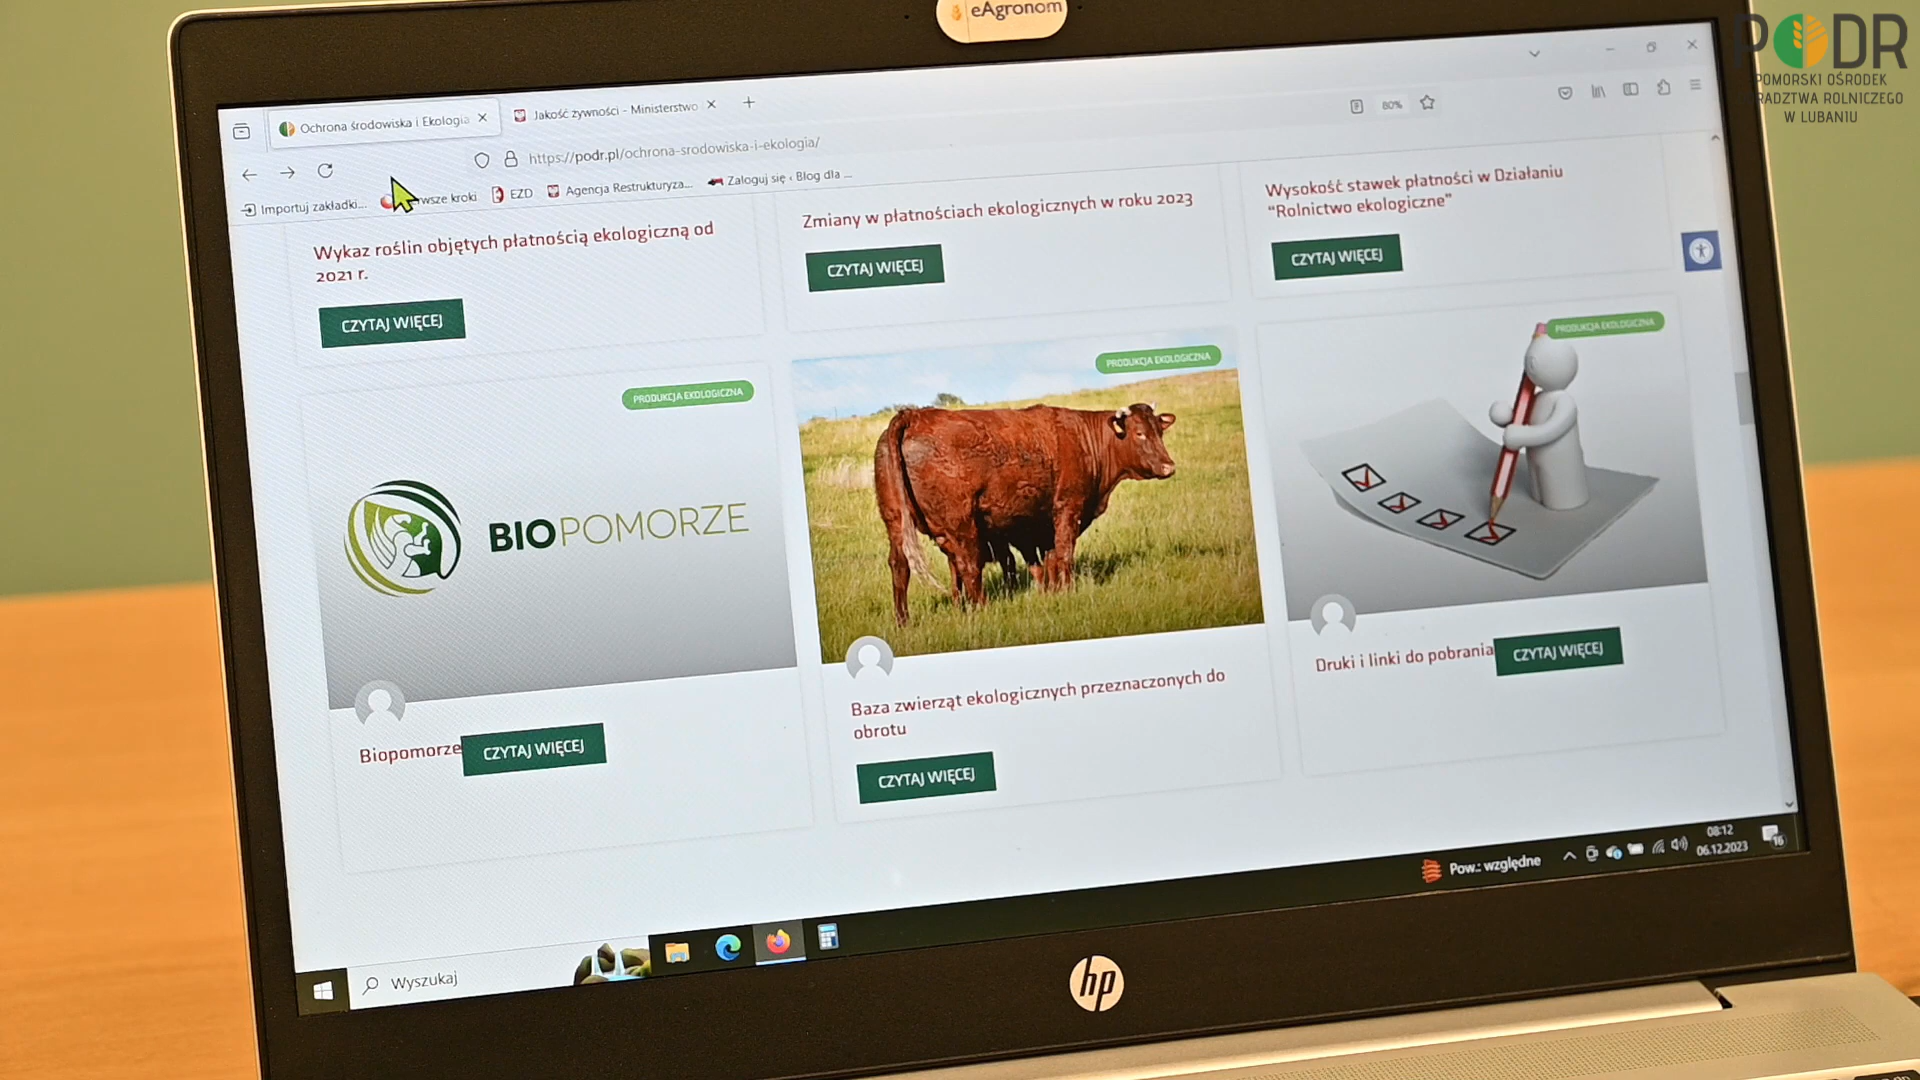 eAgronom
PODR
POMORSKI OŚRODEK
RADZTWA ROLNICZEGO
W LUBANIU
Ochrona środowiska i Ekologia
Jakość żywności - Ministerstwo
80%
https://podr.pl/ochrona-srodowiska-i-ekologia/
Importuj zakładki...
wsze kroki
EZD
Agencja Restrukturyza...
Zaloguj się ‹ Blog dla ...
Wykaz roślin objętych płatnością ekologiczną od
2021 r.
CZYTAJ WIĘCEJ
Zmiany w płatnościach ekologicznych w roku 2023
CZYTAJ WIĘCEJ
Wysokość stawek płatności w Działaniu
“Rolnictwo ekologiczne”
CZYTAJ WIĘCEJ
PRODUKCJA EKOLOGICZNA
BIOPOMORZE
Biopomorze
CZYTAJ WIĘCEJ
PRODUKCJA EKOLOGICZNA
Baza zwierząt ekologicznych przeznaczonych do
obrotu
CZYTAJ WIĘCEJ
PRODUKCJA EKOLOGICZNA
Druki i linki do pobrania
CZYTAJ WIĘCEJ
Wyszukaj
Pow.: względne
08:12
06.12.2023
16
hp